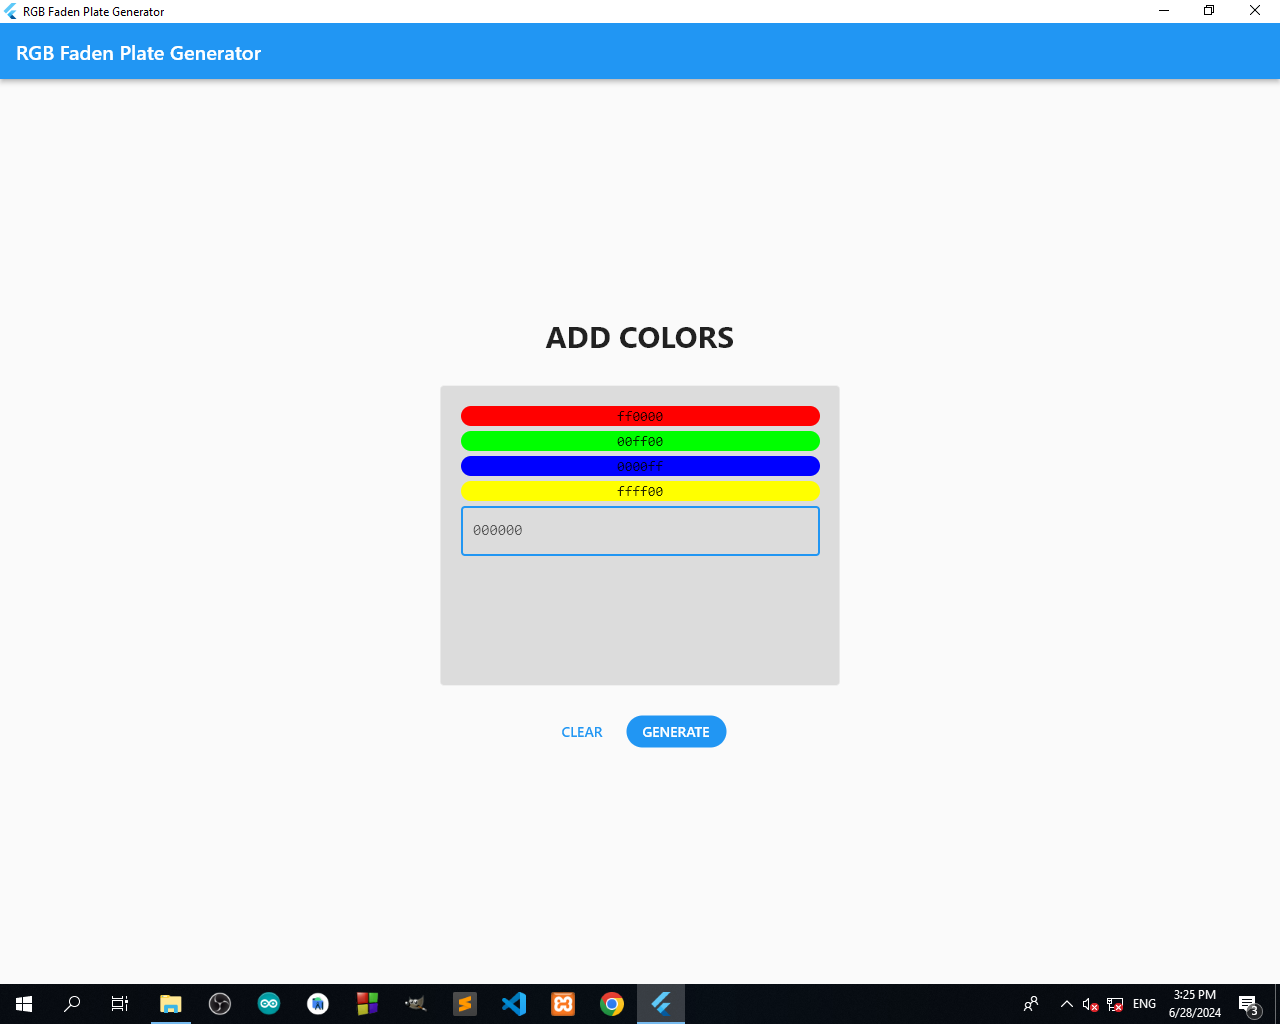 RGB Faden Plate Generator
RGB Faden Plate Generator
ADD COLORS
ff0000
00ff00
0000ff
ffff00
000000
CLEAR
GENERATE
ENG
3:25 PM
6/28/2024
3